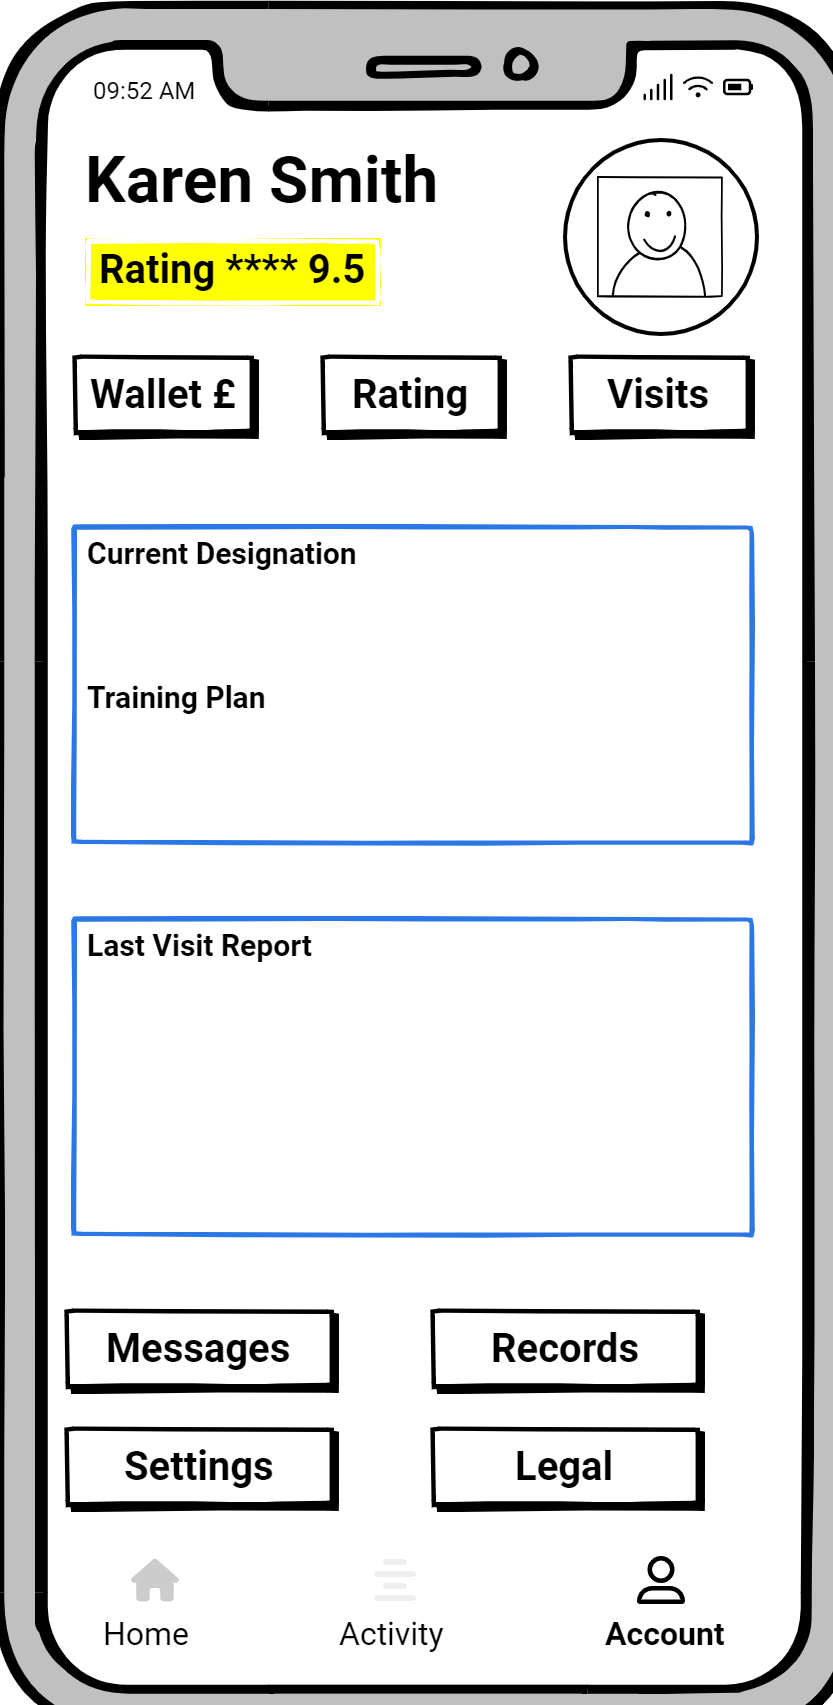 09:52 AM
Karen Smith
Rating **** 9.5
Wallet £
Rating
Visits
Current Designation
Training Plan
Last Visit Report
Messages
Records
Settings
Legal
Home
Activity
Account